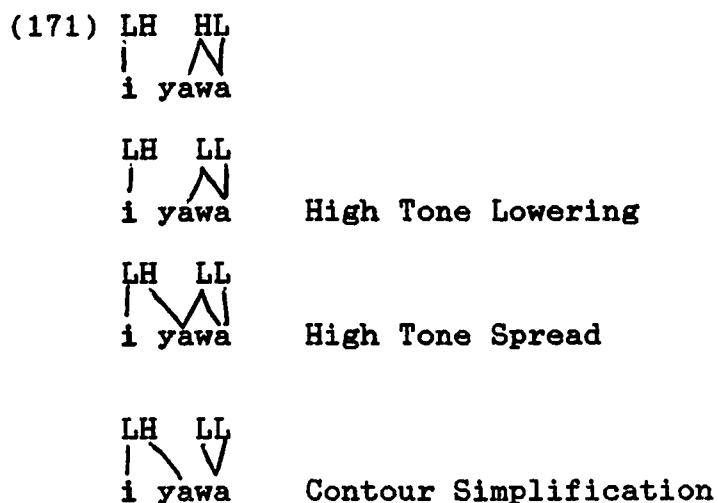 (171) LH HL
i yawa
LH LL
i yawa High Tone Lowering
LH LL
i yawa High Tone Spread
LH LL
i yawa Contour Simplification